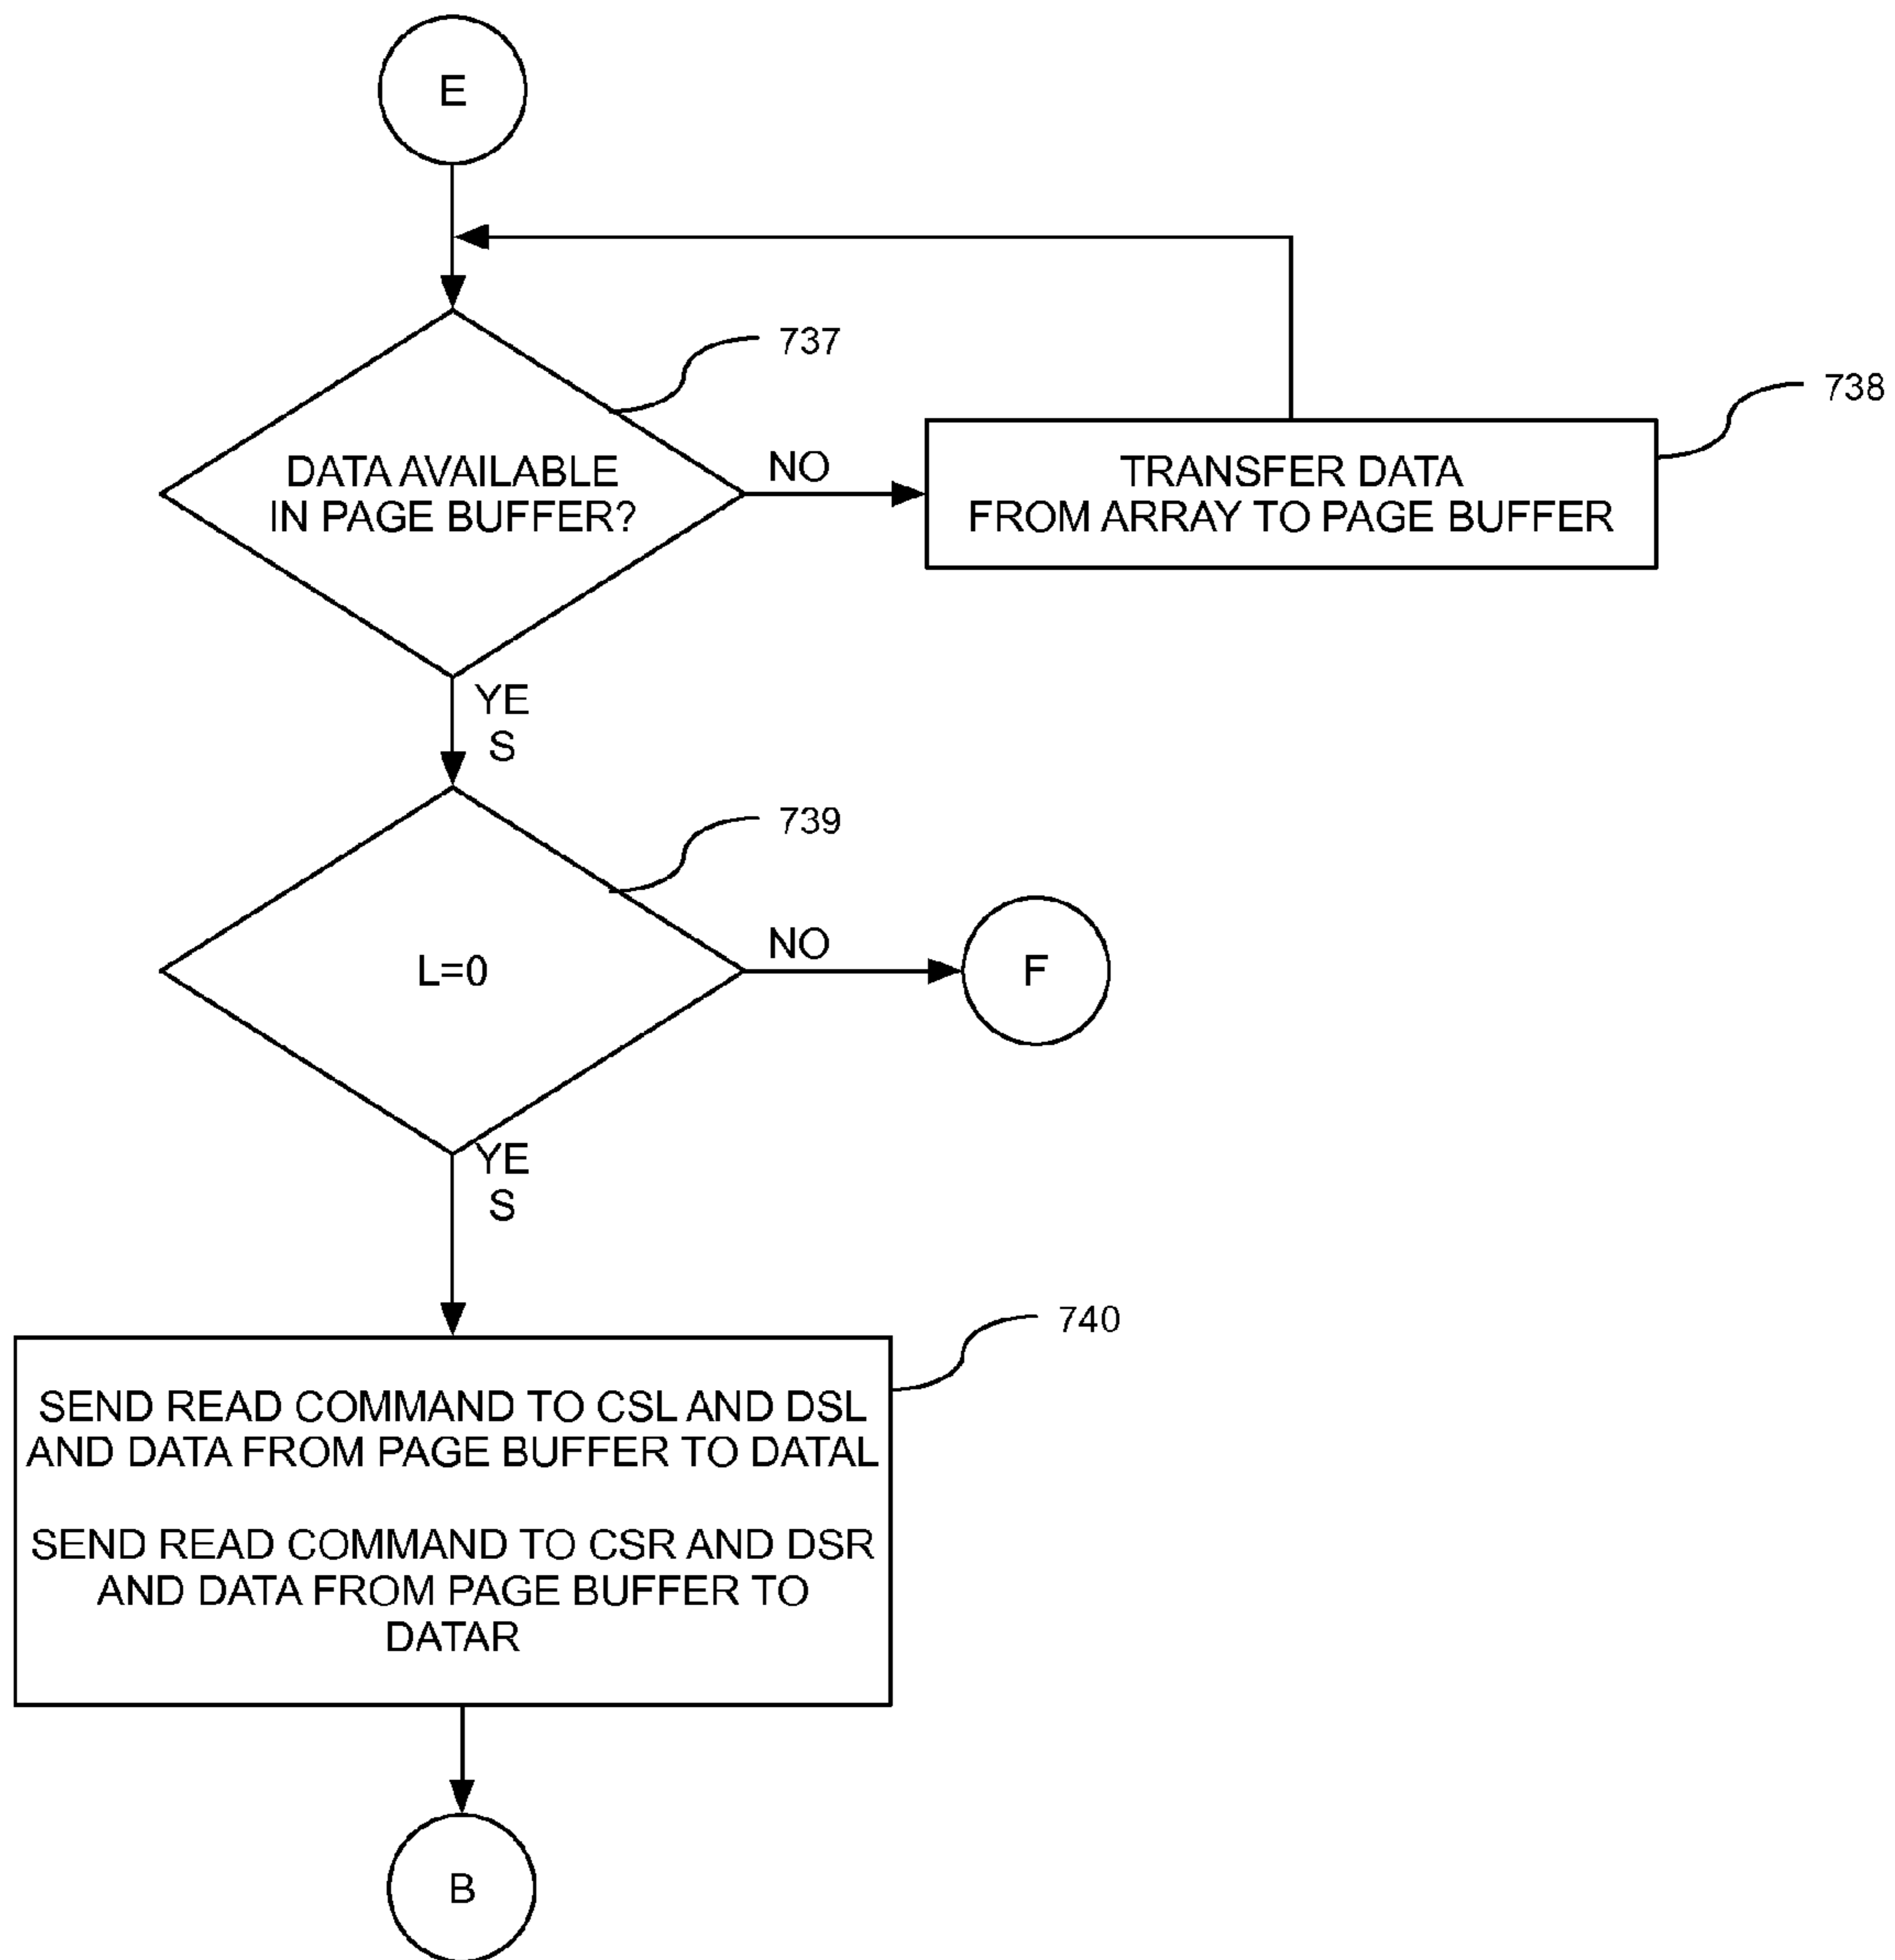 E
737
738
DATA AVAILABLE
IN PAGE BUFFER?
NO
TRANSFER DATA
FROM ARRAY TO PAGE BUFFER
YE
S
739
L=0
NO
F
YE
S
740
SEND READ COMMAND TO CSL AND DSL
AND DATA FROM PAGE BUFFER TO DATAL
SEND READ COMMAND TO CSR AND DSR
AND DATA FROM PAGE BUFFER TO
DATAR
B